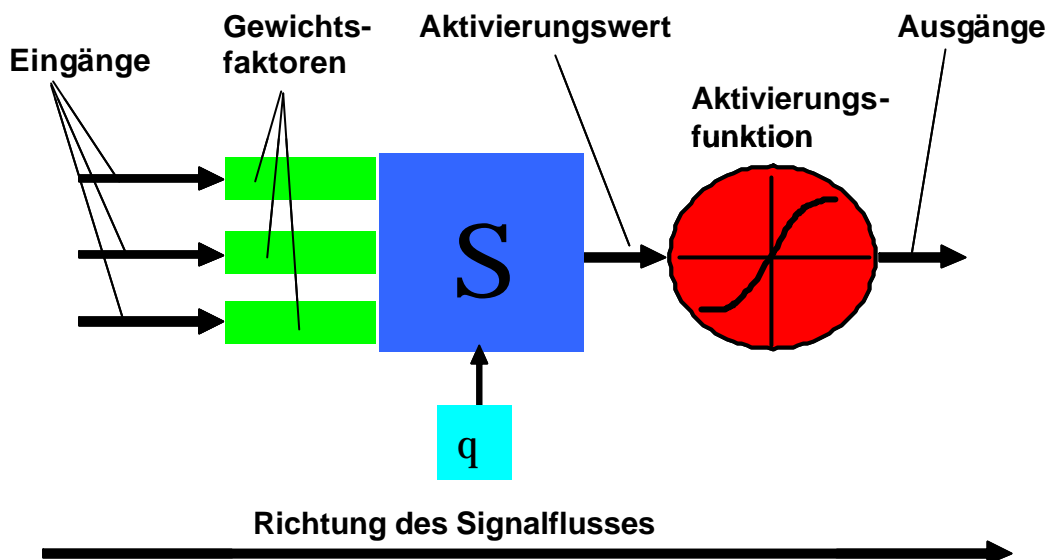 Eingänge
Gewichts-
faktoren
Aktivierungswert
Ausgänge
Aktivierungs-
funktion
S
q
Richtung des Signalflusses